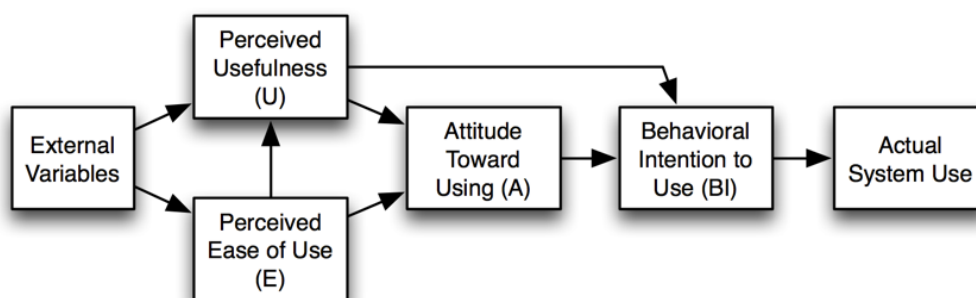 Perceived
Usefulness
(U)
External
Variables
Perceived
Ease of Use
(E)
Attitude
Toward
Using (A)
Behavioral
Intention to
Use (BI)
Actual
System Use